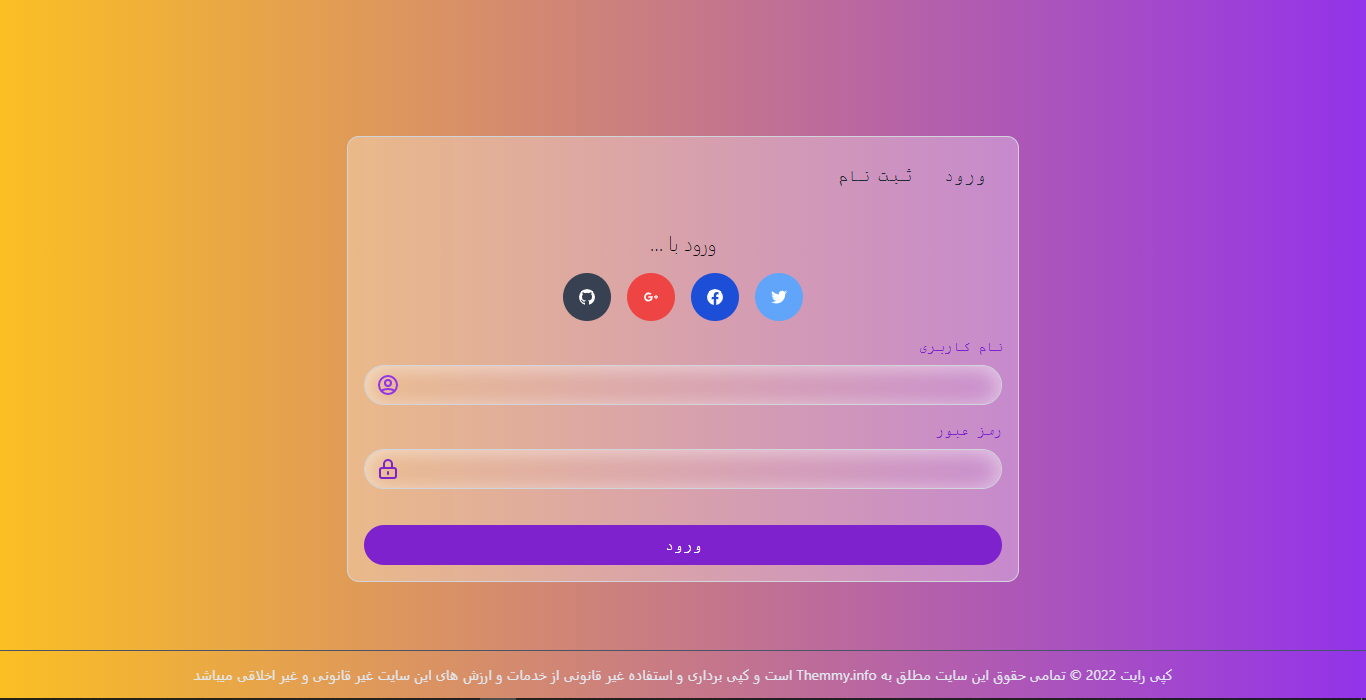 ورود ثبت نام
ورود با ...
نام کاربری
رمز عبور
ورود
کپی رایت 2022 © تمامی حقوق این سایت مطلق به Themmy.info است و کپی برداری و استفاده غیر قانونی از خدمات و ارزش های این سایت غیر قانونی و غیر اخلاقی میباشد